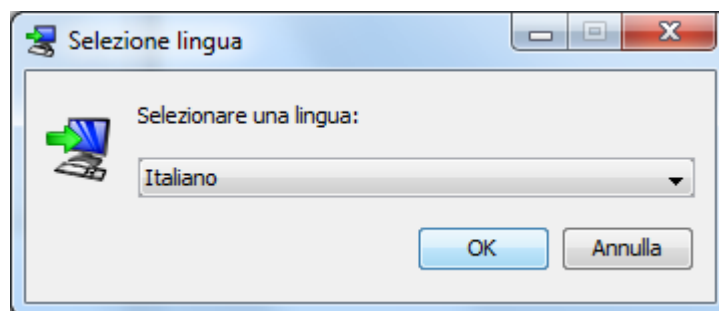 Selezione lingua
Selezionare una lingua:
Italiano
OK
Annulla